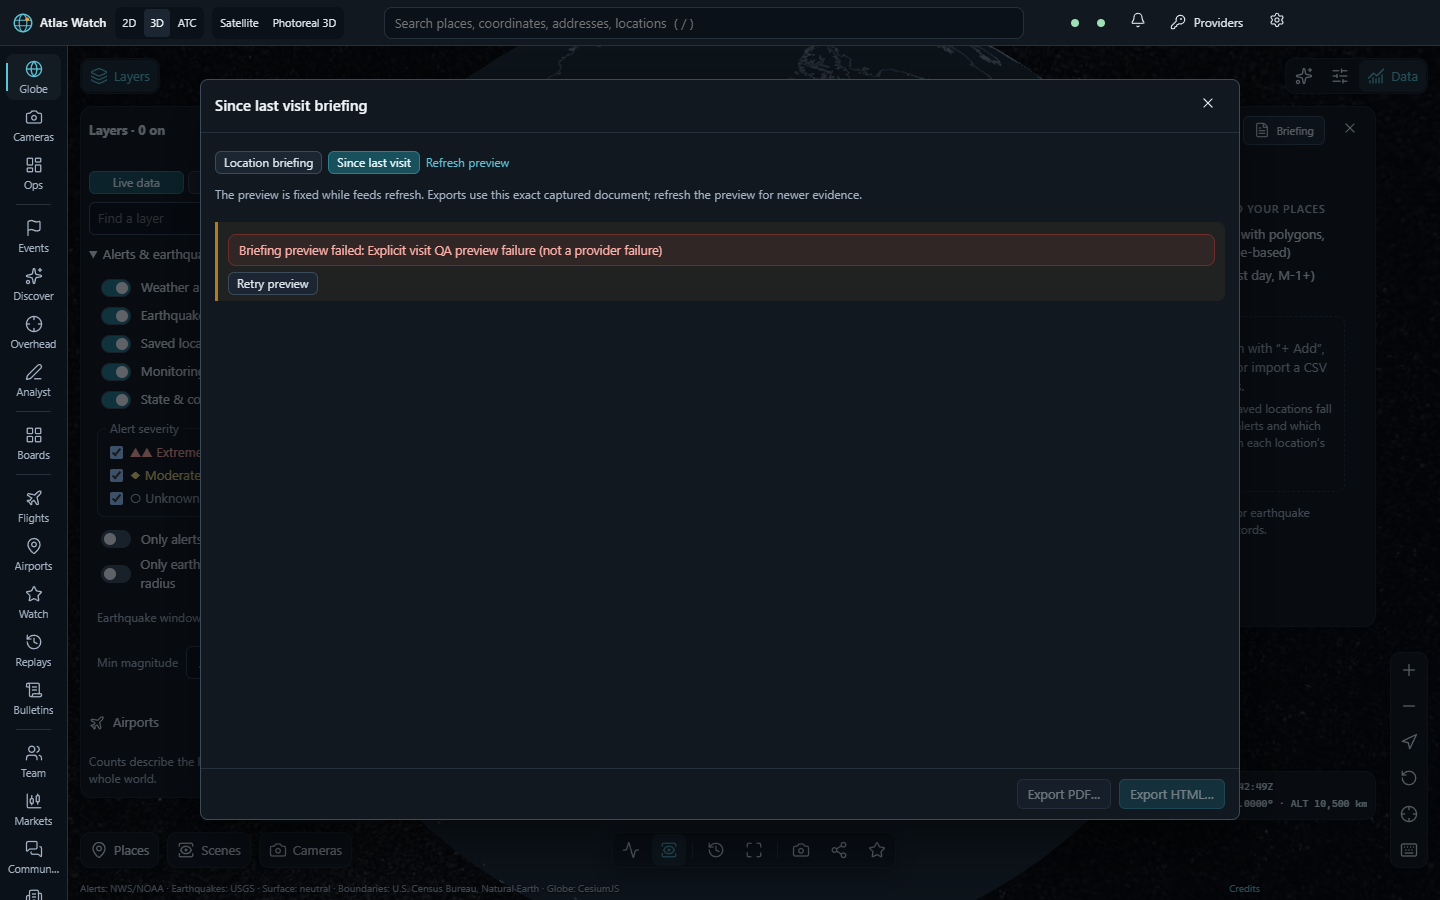 Atlas Watch
2D 3D ATC
Satellite Photoreal 3D
Search places, coordinates, addresses, locations ( / )
Providers
Globe
Cameras
Ops
Events
Discover
Overhead
Analyst
Boards
Flights
Airports
Watch
Replays
Bulletins
Team
Markets
Commun...
Layers
Data
Layers · 0 on
Live data
Find a layer
Alerts & earthqua
Weather a
Earthquak
Saved loca
Monitoring
State & co
Alert severity
Extreme
Moderate
Unknown
Only alerts
Only earth
radius
Earthquake window
Min magnitude
Airports
Counts describe the
whole world.
Since last visit briefing
Location briefing
Since last visit
Refresh preview
The preview is fixed while feeds refresh. Exports use this exact captured document; refresh the preview for newer evidence.
Briefing preview failed: Explicit visit QA preview failure (not a provider failure)
Retry preview
Export PDF...
Export HTML...
Briefing
YOUR PLACES
with polygons,
e-based)
st day, M-1+)
with "+ Add",
or import a CSV
aved locations fall
lerts and which
each location's
or earthquake
ords.
42:49Z
.0000° · ALT 10,500 km
Places
Scenes
Cameras
Alerts: NWS/NOAA · Earthquakes: USGS · Surface: neutral · Boundaries: U.S. Census Bureau, Natural Earth · Globe: CesiumJS
Credits